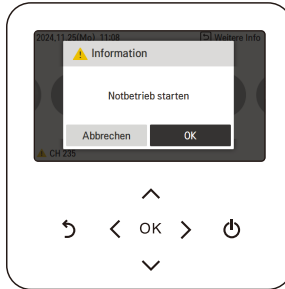 2024.11.25(Mo) 11:08 Weitere Info
Information
Notbetrieb starten
Abbrechen OK
CH 235
OK